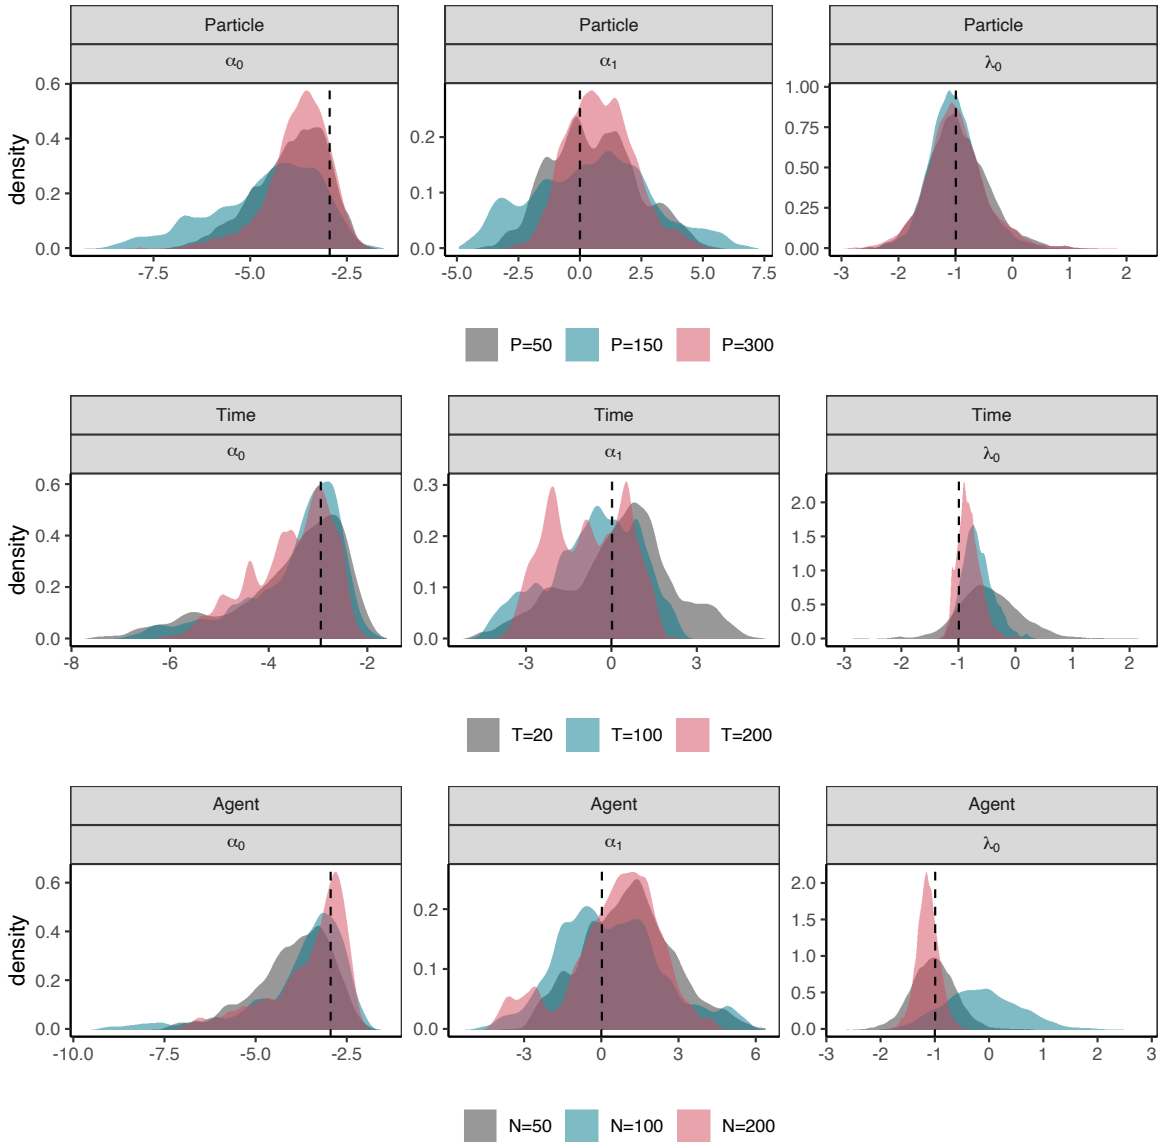 Particle Particle Particle
α0 α1 λ0
density
0.6
0.4
0.2
0.0
-7.5 -5.0 -2.5
0.2
0.1
0.0
-5.0 -2.5 0.0 2.5 5.0 7.5
1.00
0.75
0.50
0.25
0.00
-3 -2 -1 0 1 2
P=50 P=150 P=300
Time Time Time
α0 α1 λ0
density
0.6
0.4
0.2
0.0
-8 -6 -4 -2
0.3
0.2
0.1
0.0
-3 0 3
2.0
1.5
1.0
0.5
0.0
-3 -2 -1 0 1 2
T=20 T=100 T=200
Agent Agent Agent
α0 α1 λ0
density
0.6
0.4
0.2
0.0
-10.0 -7.5 -5.0 -2.5
0.2
0.1
0.0
-3 0 3 6
2.0
1.5
1.0
0.5
0.0
-3 -2 -1 0 1 2 3
N=50 N=100 N=200